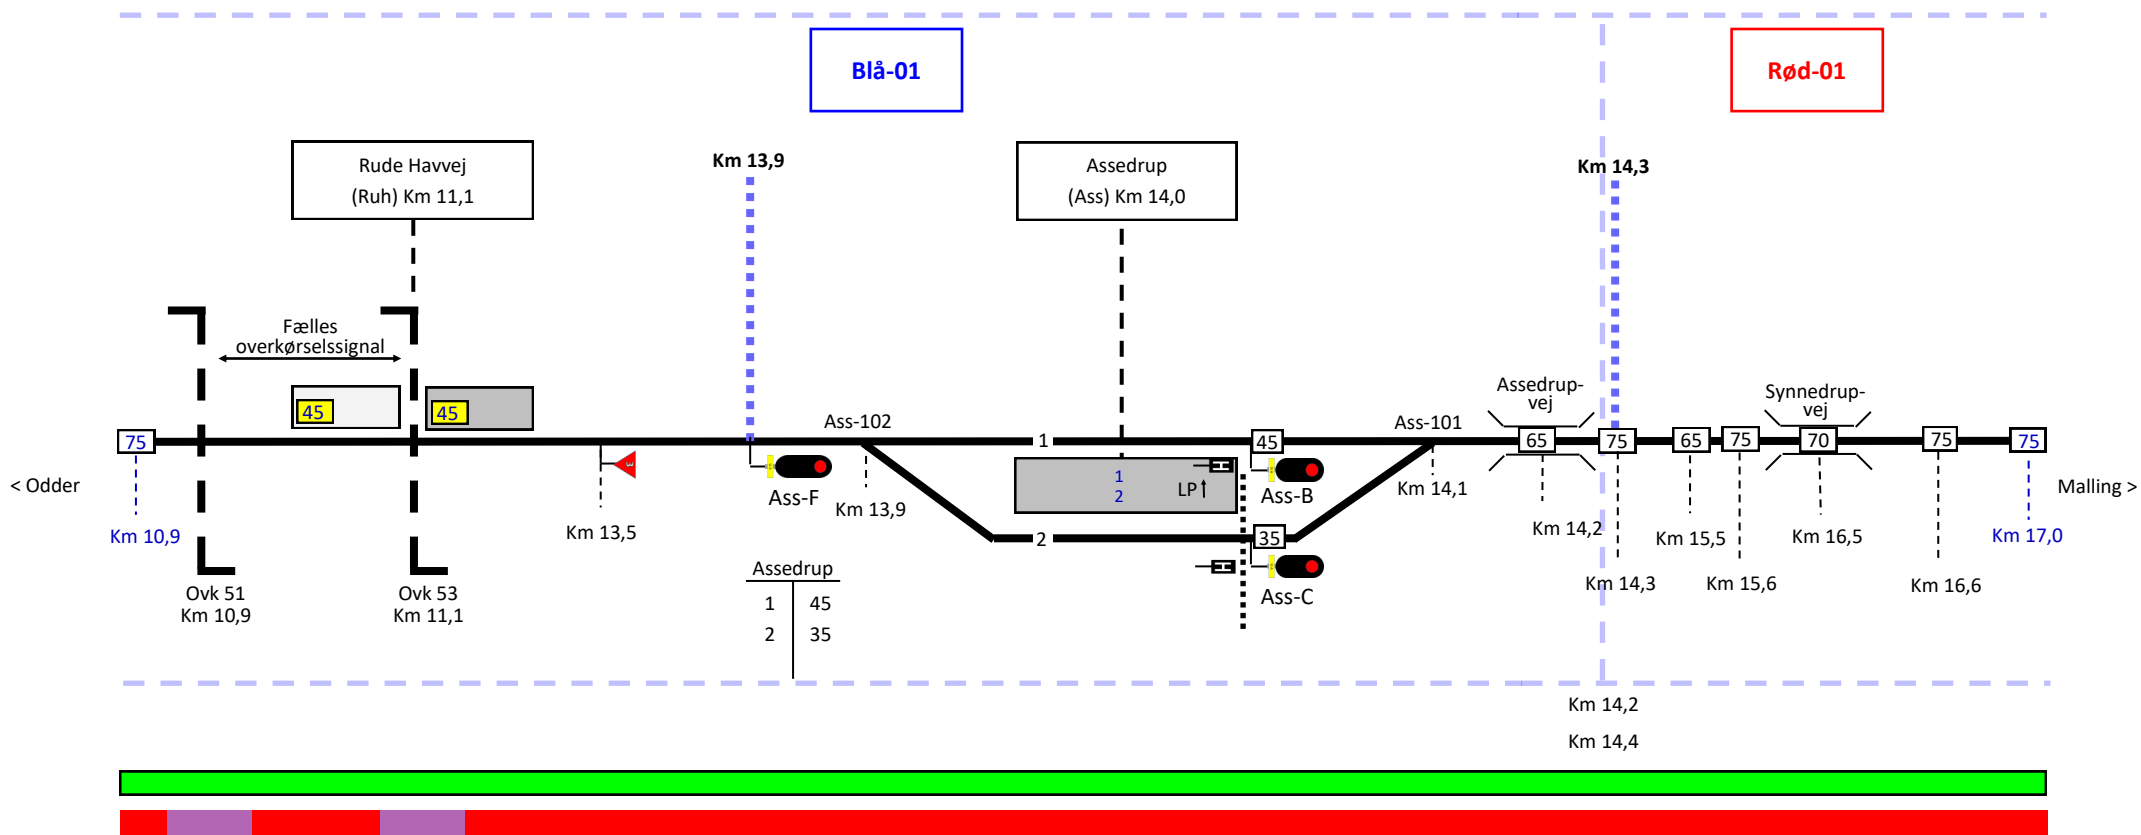 Blå-01
Rød-01
Rude Havvej
(Ruh) Km 11,1
Km 13,9
Assedrup
(Ass) Km 14,0
Km 14,3
Fælles
overkørselssignal
45
45
Ass-102
Ass-101
Assedrup-
vej
Synnedrup-
vej
75
1
45
65
75
65
75
70
75
75
< Odder
Km 10,9
3
Km 13,5
Ass-F
Km 13,9
1
2
LP
H
Ass-B
Km 14,1
Km 14,2
Km 15,5
Km 16,5
Malling >
Km 17,0
2
35
H
Ass-C
Km 14,3
Km 15,6
Km 16,6
Ovk 51
Km 10,9
Ovk 53
Km 11,1
Assedrup
1 45
2 35
Km 14,2
Km 14,4